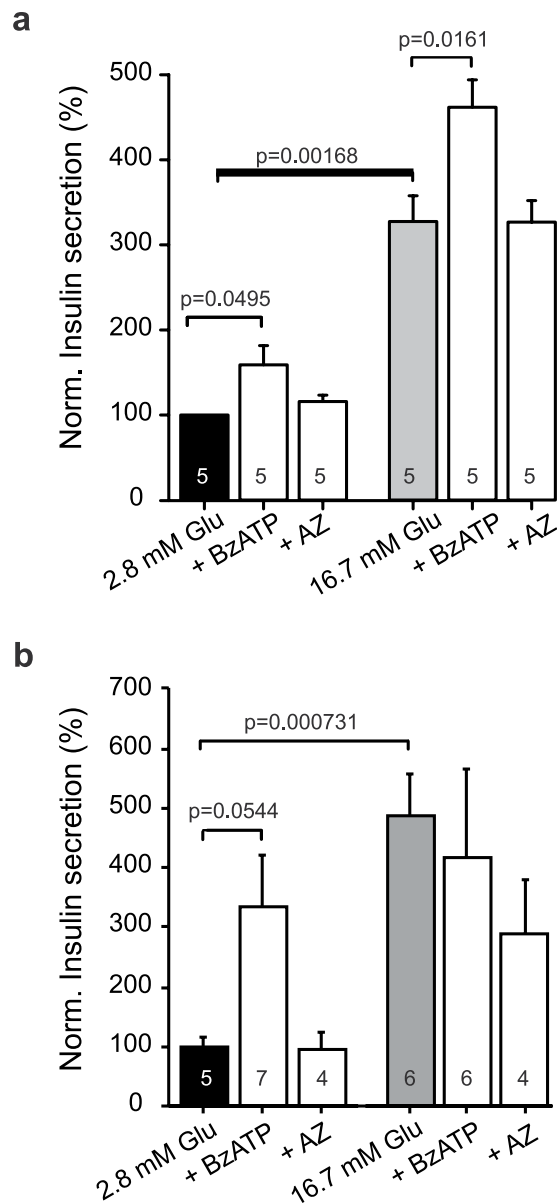 a
p=0.0161
500
400
p=0.00168
300
p=0.0495
200
100
0
Norm. Insulin secretion (%)
5 5 5 5 5 5
2.8 mM Glu + BzATP + AZ 16.7 mM Glu + BzATP + AZ
b
700
p=0.000731
600
500
p=0.0544
400
300
200
100
0
Norm. Insulin secretion (%)
5 7 4 6 6 4
2.8 mM Glu + BzATP + AZ 16.7 mM Glu + BzATP + AZ